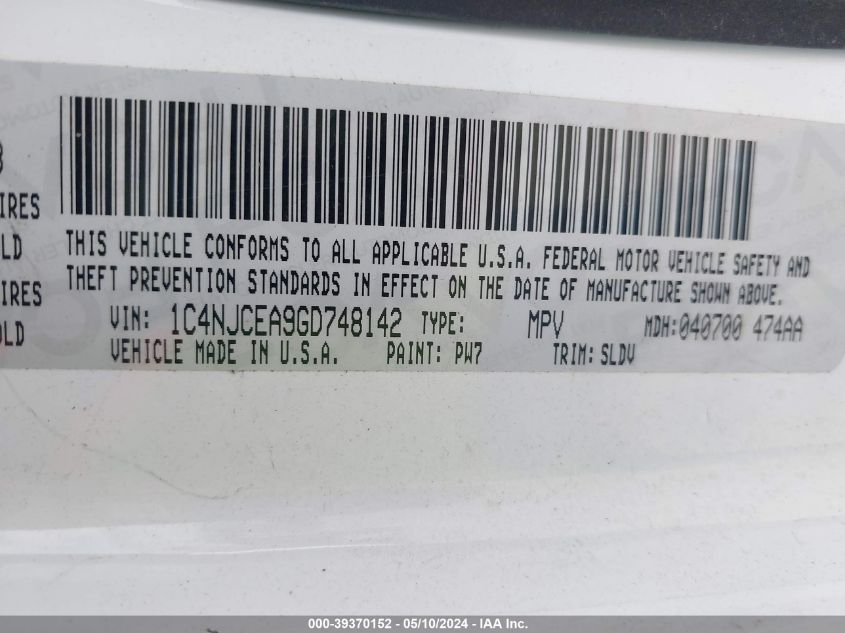 3
IRES
LD
IRES
OLD
THIS VEHICLE CONFORMS TO ALL APPLICABLE U.S.A. FEDERAL MOTOR VEHICLE SAFETY AND
THEFT PREVENTION STANDARDS IN EFFECT ON THE DATE OF MANUFACTURE SHOWN ABOVE.
VIN: 1C4NJCEA9GD748142 TYPE: MPV MDH:040700 474AA
VEHICLE MADE IN U.S.A. PAINT: PW7 TRIM: SLDV
000-39370152 — 05/10/2024 — IAA Inc.